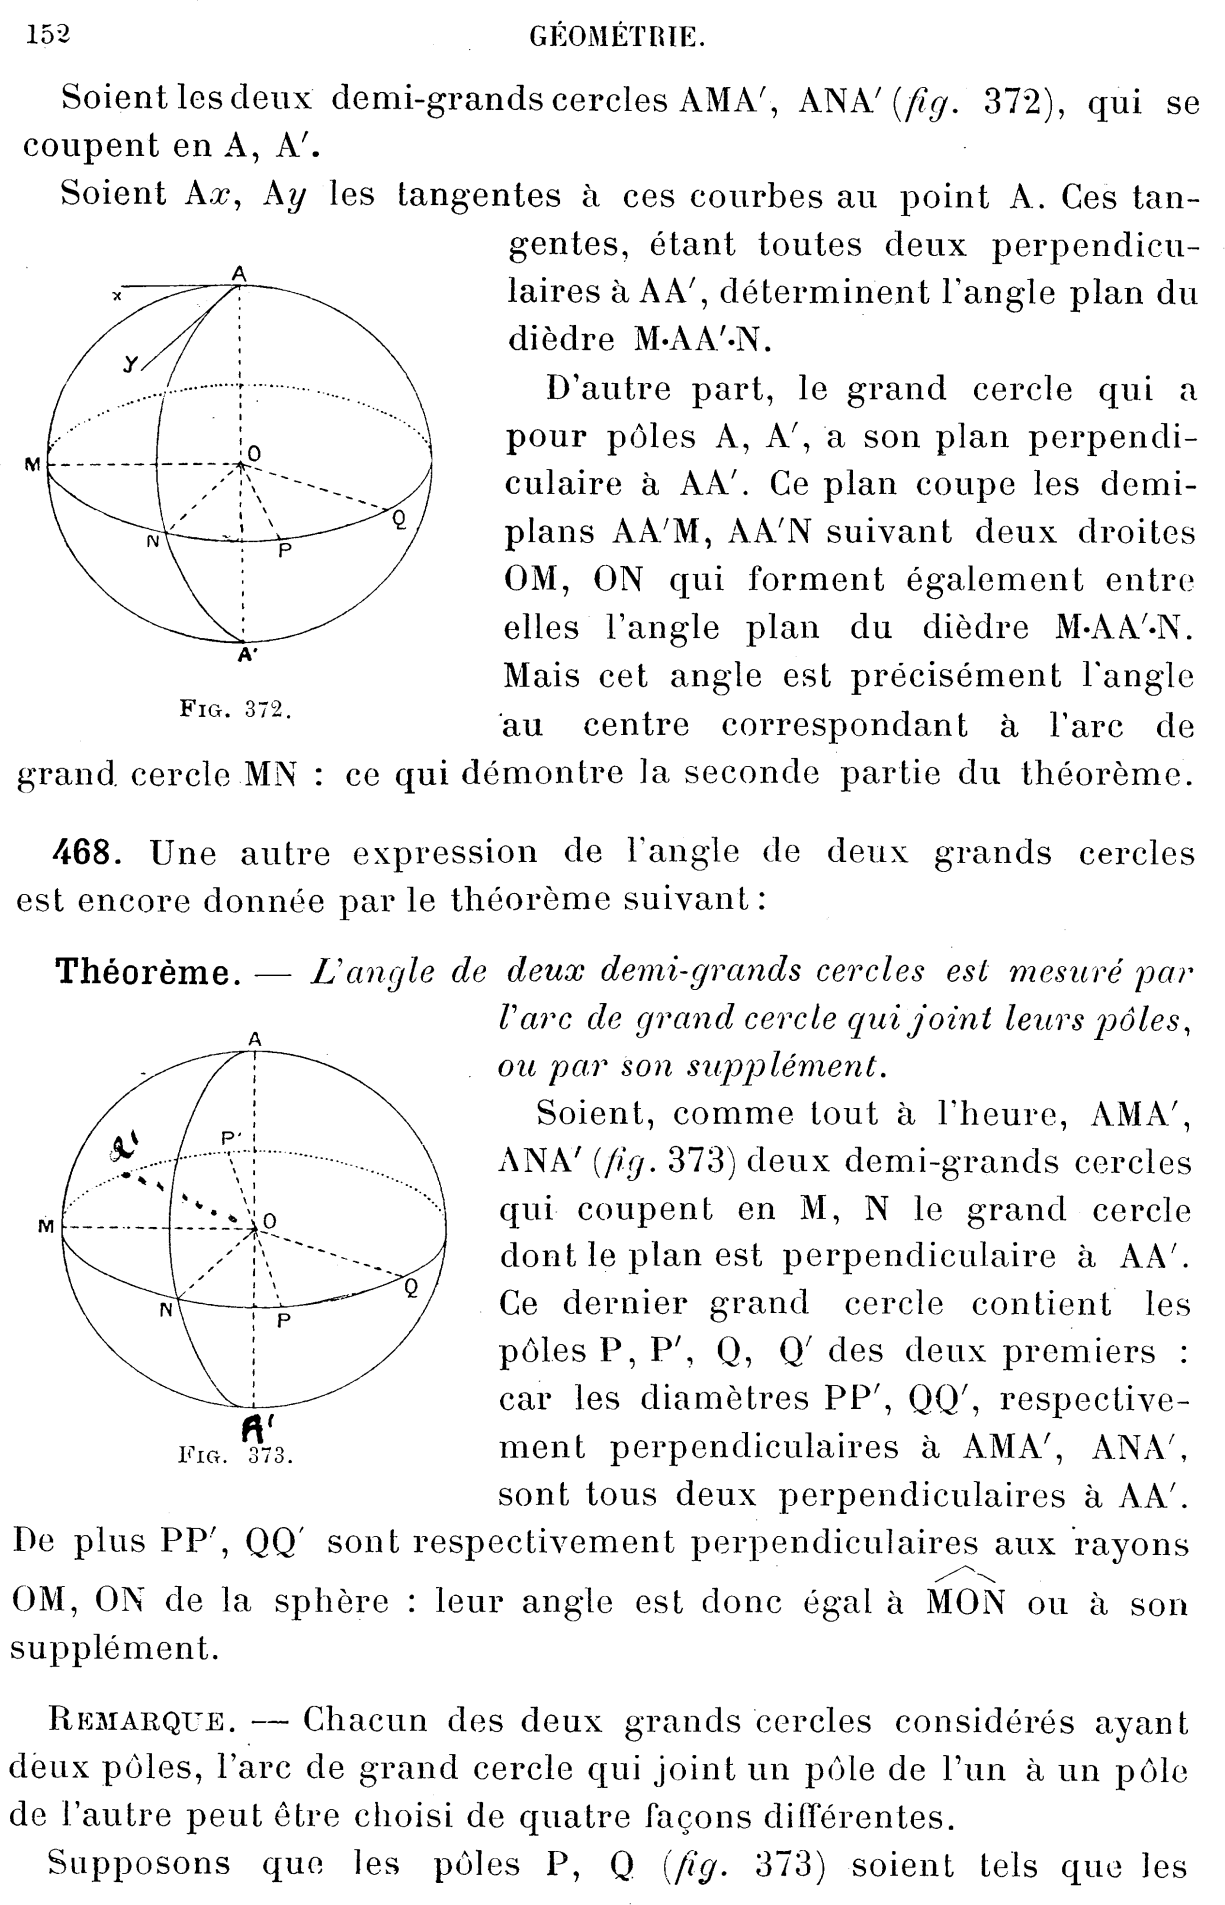 152
GÉOMÉTRIE.
Soient les deux demi-grands cercles AMA′, ANA′ (fig. 372), qui se
coupent en A, A′.
Soient Ax, Ay les tangentes à ces courbes au point A. Ces tan-
gentes, étant toutes deux perpendicu-
laires à AA′, déterminent l'angle plan du
dièdre M·AA′·N.
D'autre part, le grand cercle qui a
pour pôles A, A′, a son plan perpendi-
culaire à AA′. Ce plan coupe les demi-
plans AA′M, AA′N suivant deux droites
OM, ON qui forment également entre
elles l'angle plan du dièdre M·AA′·N.
Mais cet angle est précisément l'angle
au centre correspondant à l'arc de
A
x
y
M
O
N
P
Q
A′
FIG. 372.
grand cercle MN : ce qui démontre la seconde partie du théorème.
468. Une autre expression de l'angle de deux grands cercles
est encore donnée par le théorème suivant :
Théorème. — L'angle de deux demi-grands cercles est mesuré par
l'arc de grand cercle qui joint leurs pôles,
ou par son supplément.
Soient, comme tout à l'heure, AMA′,
ANA′ (fig. 373) deux demi-grands cercles
qui coupent en M, N le grand cercle
dont le plan est perpendiculaire à AA′.
Ce dernier grand cercle contient les
pôles P, P′, Q, Q′ des deux premiers :
car les diamètres PP′, QQ′, respective-
ment perpendiculaires à AMA′, ANA′,
sont tous deux perpendiculaires à AA′.
A
Q'
P′
M
O
N
P
Q
A'
FIG. 373.
De plus PP′, QQ′ sont respectivement perpendiculaires aux rayons
OM, ON de la sphère : leur angle est donc égal à MON ou à son
supplément.
REMARQUE. — Chacun des deux grands cercles considérés ayant
deux pôles, l'arc de grand cercle qui joint un pôle de l'un à un pôle
de l'autre peut être choisi de quatre façons différentes.
Supposons que les pôles P, Q (fig. 373) soient tels que les